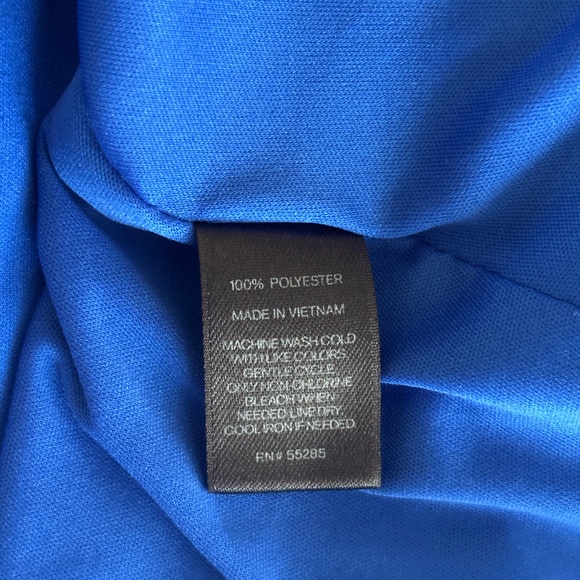 100% POLYESTER
MADE IN VIETNAM
MACHINE WASH COLD
WITH LIKE COLORS.
GENTLE CYCLE.
ONLY NON-CHLORINE
BLEACH WHEN
NEEDED. LINE DRY.
COOL IRON IF NEEDED.
RN# 55285